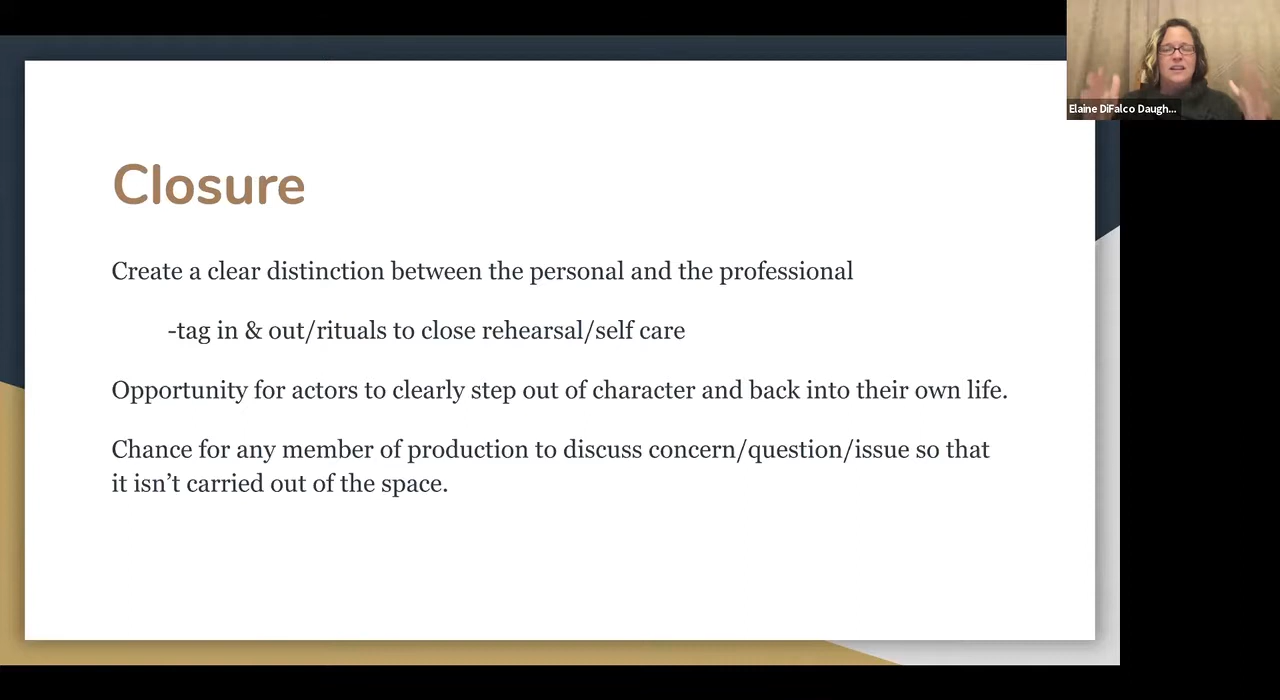 Elaine DiFalco Daugh...
Closure
Create a clear distinction between the personal and the professional
-tag in & out/rituals to close rehearsal/self care
Opportunity for actors to clearly step out of character and back into their own life.
Chance for any member of production to discuss concern/question/issue so that
it isn’t carried out of the space.